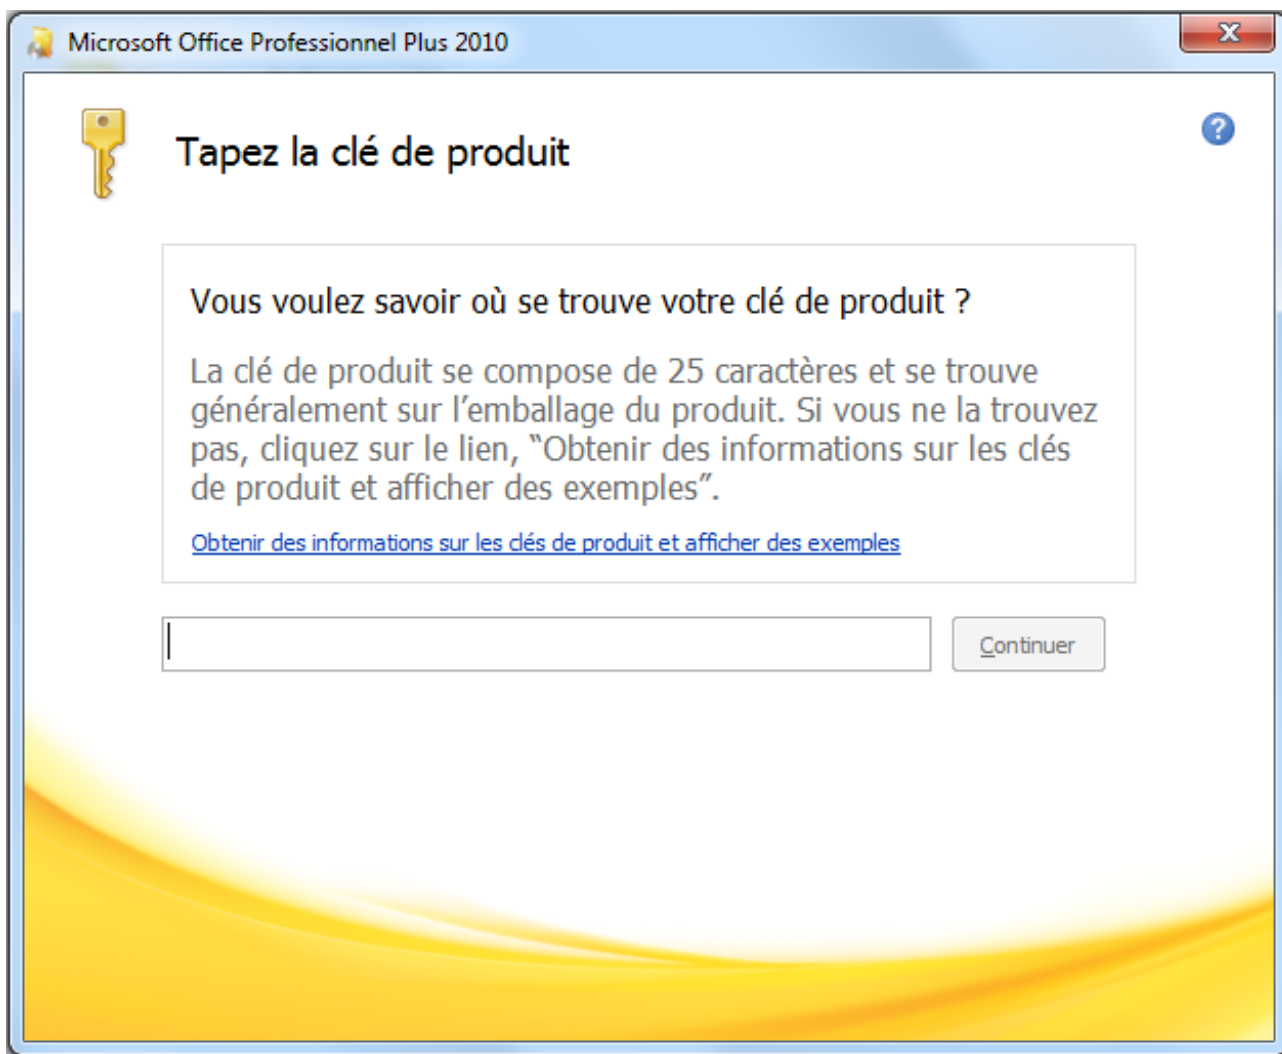 Microsoft Office Professionnel Plus 2010
Tapez la clé de produit
Vous voulez savoir où se trouve votre clé de produit ?
La clé de produit se compose de 25 caractères et se trouve
généralement sur l’emballage du produit. Si vous ne la trouvez
pas, cliquez sur le lien, “Obtenir des informations sur les clés
de produit et afficher des exemples”.
Obtenir des informations sur les clés de produit et afficher des exemples
Continuer